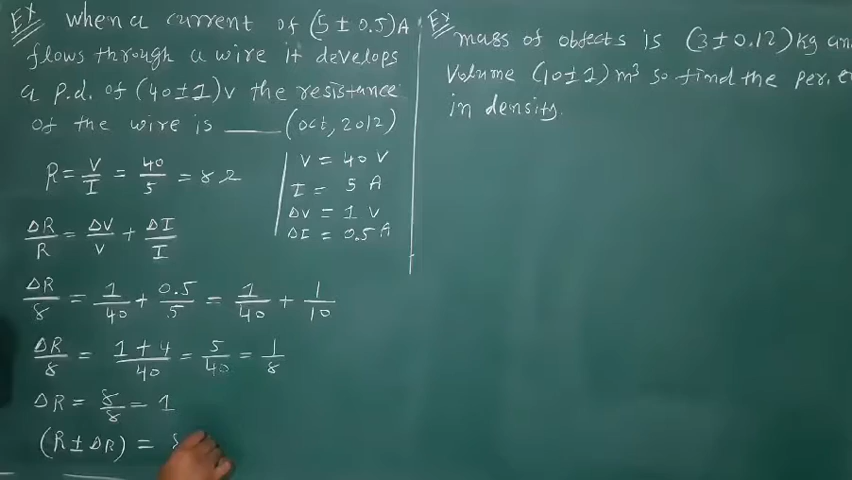 Ex when a current of (5 ± 0.5)A
flows through a wire it develops
a p.d. of (40±1)v the resistance
of the wire is ____ (Oct, 2012)
R = V/I = 40/5 = 8 Ω
V = 40 V
I = 5 A
ΔV = 1 V
ΔI = 0.5 A
ΔR/R = ΔV/V + ΔI/I
ΔR/8 = 1/40 + 0.5/5 = 1/40 + 1/10
ΔR/8 = 1+4/40 = 5/40 = 1/8
ΔR = 8/8 = 1
(R ± ΔR) =
Ex mass of objects is (3±0.12)kg
Volume (10±1)m³ so find the per.
in density.